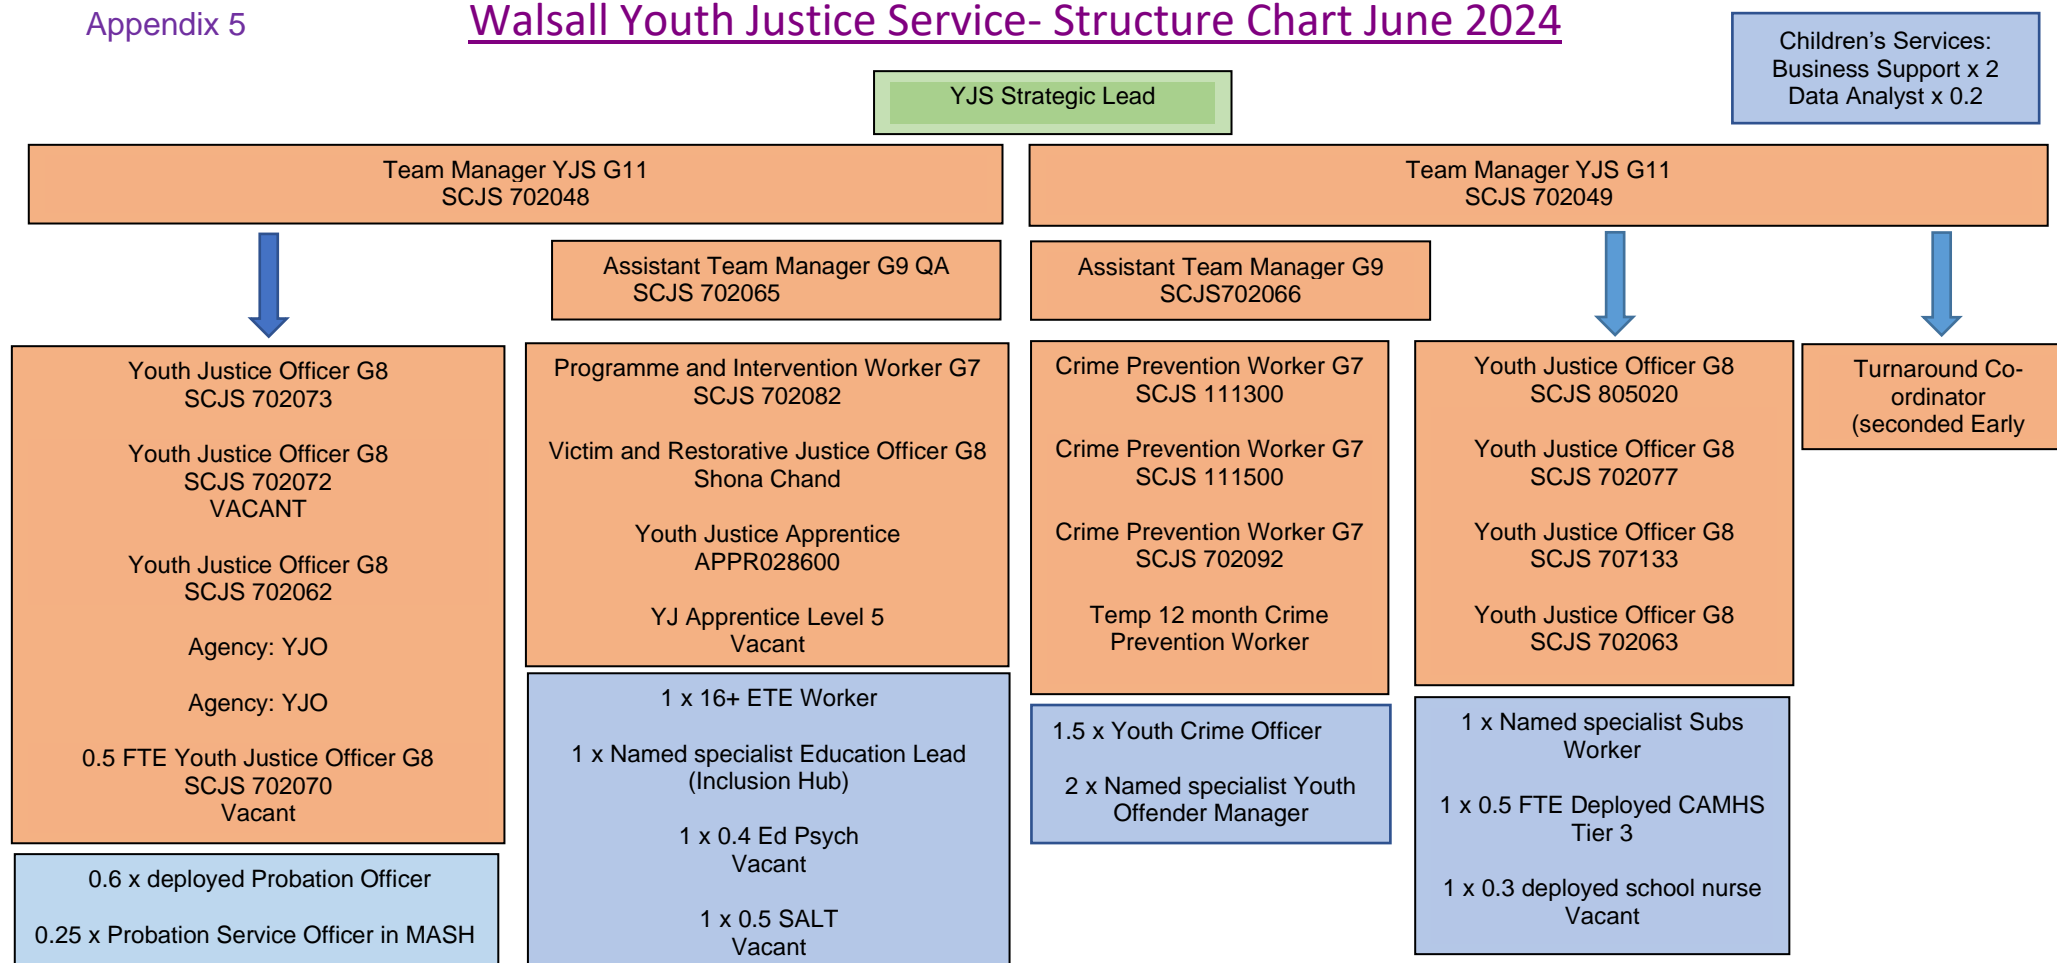 Appendix 5
Walsall Youth Justice Service- Structure Chart June 2024
Children's Services:
Business Support x 2
Data Analyst x 0.2
YJS Strategic Lead
Team Manager YJS G11
SCJS 702048
Team Manager YJS G11
SCJS 702049
Assistant Team Manager G9 QA
SCJS 702065
Assistant Team Manager G9
SCJS702066
Youth Justice Officer G8
SCJS 702073
Youth Justice Officer G8
SCJS 702072
VACANT
Youth Justice Officer G8
SCJS 702062
Agency: YJO
Agency: YJO
0.5 FTE Youth Justice Officer G8
SCJS 702070
Vacant
0.6 x deployed Probation Officer
0.25 x Probation Service Officer in MASH
Programme and Intervention Worker G7
SCJS 702082
Victim and Restorative Justice Officer G8
Shona Chand
Youth Justice Apprentice
APPR028600
YJ Apprentice Level 5
Vacant
1 x 16+ ETE Worker
1 x Named specialist Education Lead
(Inclusion Hub)
1 x 0.4 Ed Psych
Vacant
1 x 0.5 SALT
Vacant
Crime Prevention Worker G7
SCJS 111300
Crime Prevention Worker G7
SCJS 111500
Crime Prevention Worker G7
SCJS 702092
Temp 12 month Crime
Prevention Worker
1.5 x Youth Crime Officer
2 x Named specialist Youth
Offender Manager
Youth Justice Officer G8
SCJS 805020
Youth Justice Officer G8
SCJS 702077
Youth Justice Officer G8
SCJS 707133
Youth Justice Officer G8
SCJS 702063
1 x Named specialist Subs
Worker
1 x 0.5 FTE Deployed CAMHS
Tier 3
1 x 0.3 deployed school nurse
Vacant
Turnaround Co-
ordinator
(seconded Early